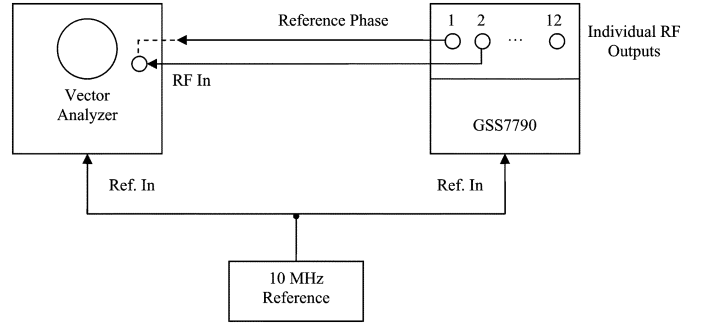 Reference Phase
1 2 ... 12
Individual RF
Outputs
RF In
Vector
Analyzer
GSS7790
Ref. In
Ref. In
10 MHz
Reference